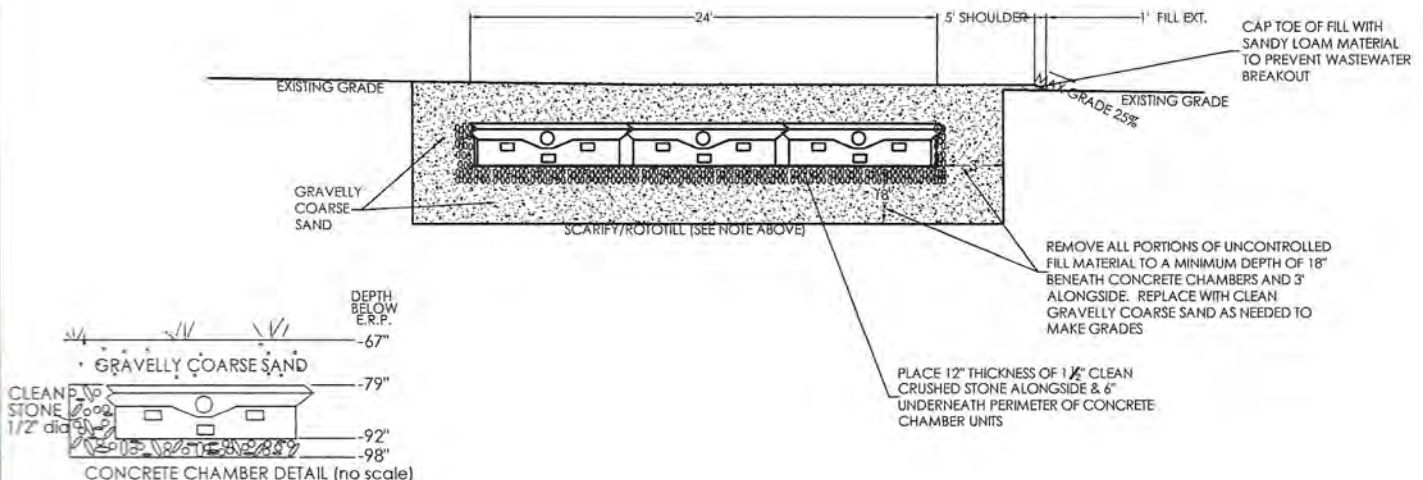 24'
5' SHOULDER
1' FILL EXT.
CAP TOE OF FILL WITH
SANDY LOAM MATERIAL
TO PREVENT WASTEWATER
BREAKOUT
EXISTING GRADE
MAX GRADE 25%
EXISTING GRADE
GRAVELLY
COARSE
SAND
3'
18"
SCARIFY/ROTOTILL (SEE NOTE ABOVE)
REMOVE ALL PORTIONS OF UNCONTROLLED
FILL MATERIAL TO A MINIMUM DEPTH OF 18"
BENEATH CONCRETE CHAMBERS AND 3'
ALONGSIDE. REPLACE WITH CLEAN
GRAVELLY COARSE SAND AS NEEDED TO
MAKE GRADES
PLACE 12" THICKNESS OF 1½" CLEAN
CRUSHED STONE ALONGSIDE & 6"
UNDERNEATH PERIMETER OF CONCRETE
CHAMBER UNITS
DEPTH
BELOW
E.R.P.
-67"
GRAVELLY COARSE SAND
-79"
CLEAN
STONE
1/2" dia
-92"
-98"
CONCRETE CHAMBER DETAIL (no scale)